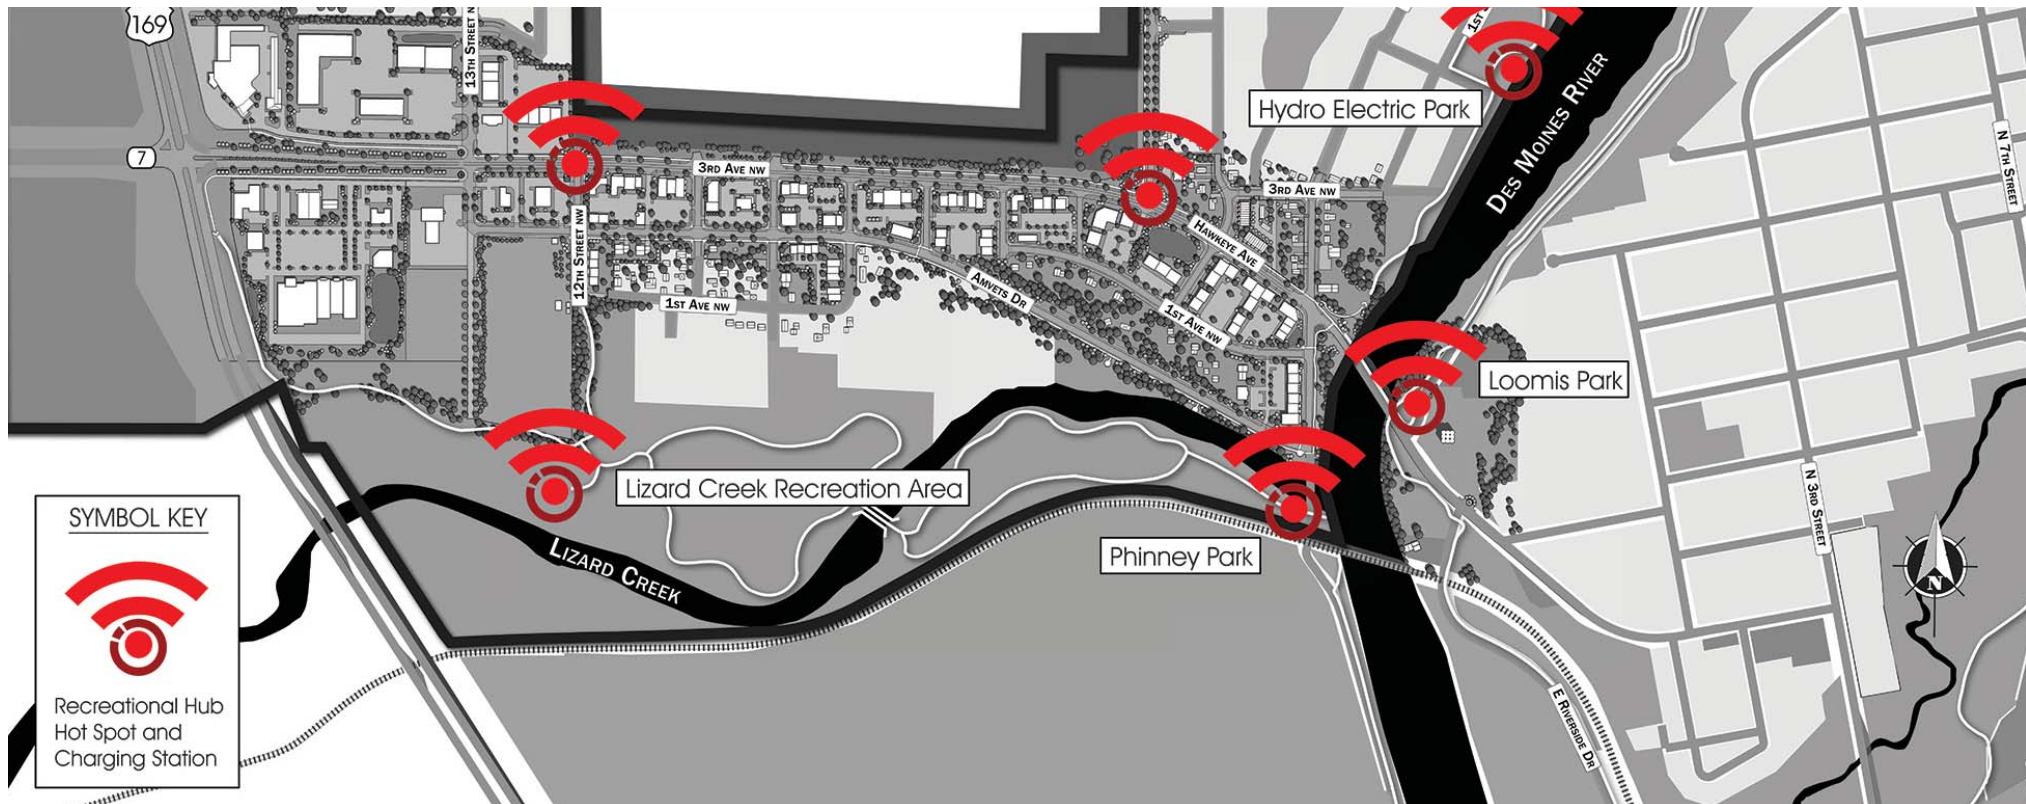 169
13TH STREET N
7
3RD AVE NW
Hydro Electric Park
1ST
DES MOINES RIVER
N 7TH STREET
3RD AVE NW
HAWKEYE AVE
12TH STREET NW
1ST AVE NW
AMVETS DR
1ST AVE NW
Loomis Park
Lizard Creek Recreation Area
LIZARD CREEK
Phinney Park
N 3RD STREET
E RIVERSIDE DR
N
SYMBOL KEY
Recreational Hub
Hot Spot and
Charging Station